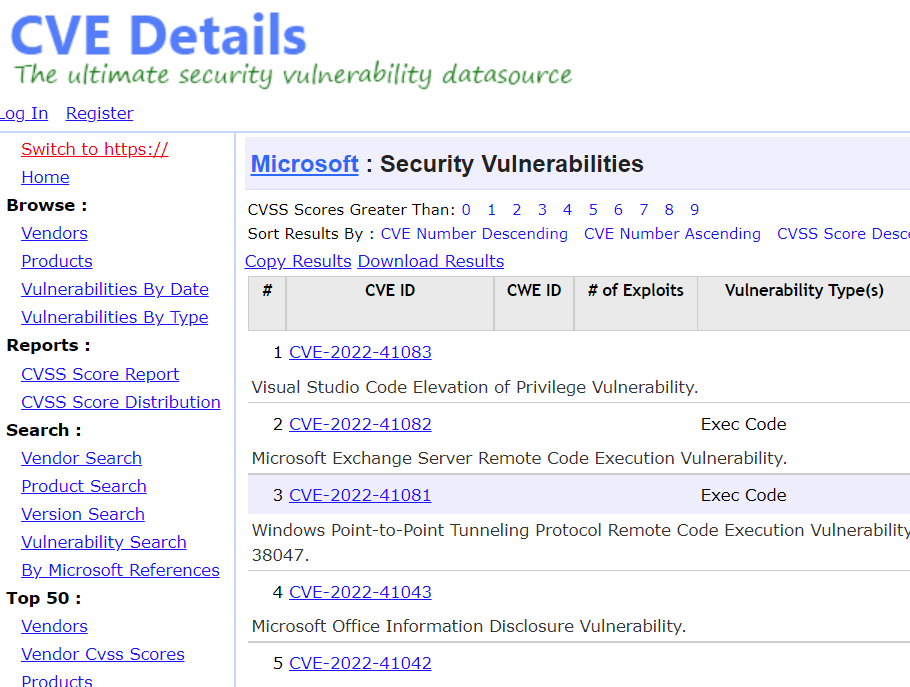 CVE Details
The ultimate security vulnerability datasource
Log In Register
Switch to https://
Home
Browse :
Vendors
Products
Vulnerabilities By Date
Vulnerabilities By Type
Reports :
CVSS Score Report
CVSS Score Distribution
Search :
Vendor Search
Product Search
Version Search
Vulnerability Search
By Microsoft References
Top 50 :
Vendors
Vendor Cvss Scores
Products
Microsoft : Security Vulnerabilities
CVSS Scores Greater Than: 0 1 2 3 4 5 6 7 8 9
Sort Results By : CVE Number Descending CVE Number Ascending CVSS Score Desc
Copy Results Download Results
# CVE ID CWE ID # of Exploits Vulnerability Type(s)
1 CVE-2022-41083
Visual Studio Code Elevation of Privilege Vulnerability.
2 CVE-2022-41082 Exec Code
Microsoft Exchange Server Remote Code Execution Vulnerability.
3 CVE-2022-41081 Exec Code
Windows Point-to-Point Tunneling Protocol Remote Code Execution Vulnerability
38047.
4 CVE-2022-41043
Microsoft Office Information Disclosure Vulnerability.
5 CVE-2022-41042